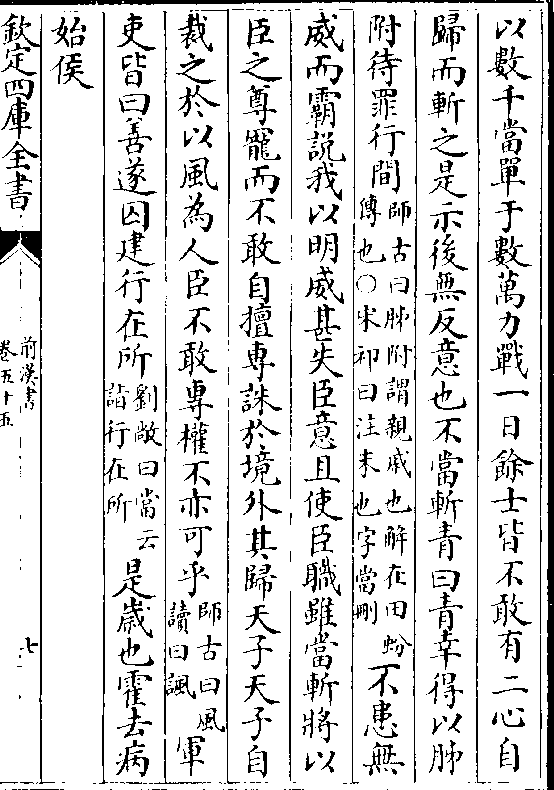 以數千當單于數萬力戰一日餘士皆不敢有二心自
歸而斬之是示後無反意也不當斬青曰青幸得以肺
附待罪行間師古曰肺附謂親戚也解在田蚡
傳也○宋祁曰注末也字當刪不患無
威而霸說我以明威甚失臣意且使臣職雖當斬將以
臣之尊寵而不敢自擅專誅於境外其歸天子天子自
裁之於以風為人臣不敢專權不亦可乎師古曰風
讀曰諷軍
吏皆曰善遂囚建行在所劉敞曰當云
詣行在所是歲也霍去病
始侯
欽定四庫全書
前漢書
卷五十五
七